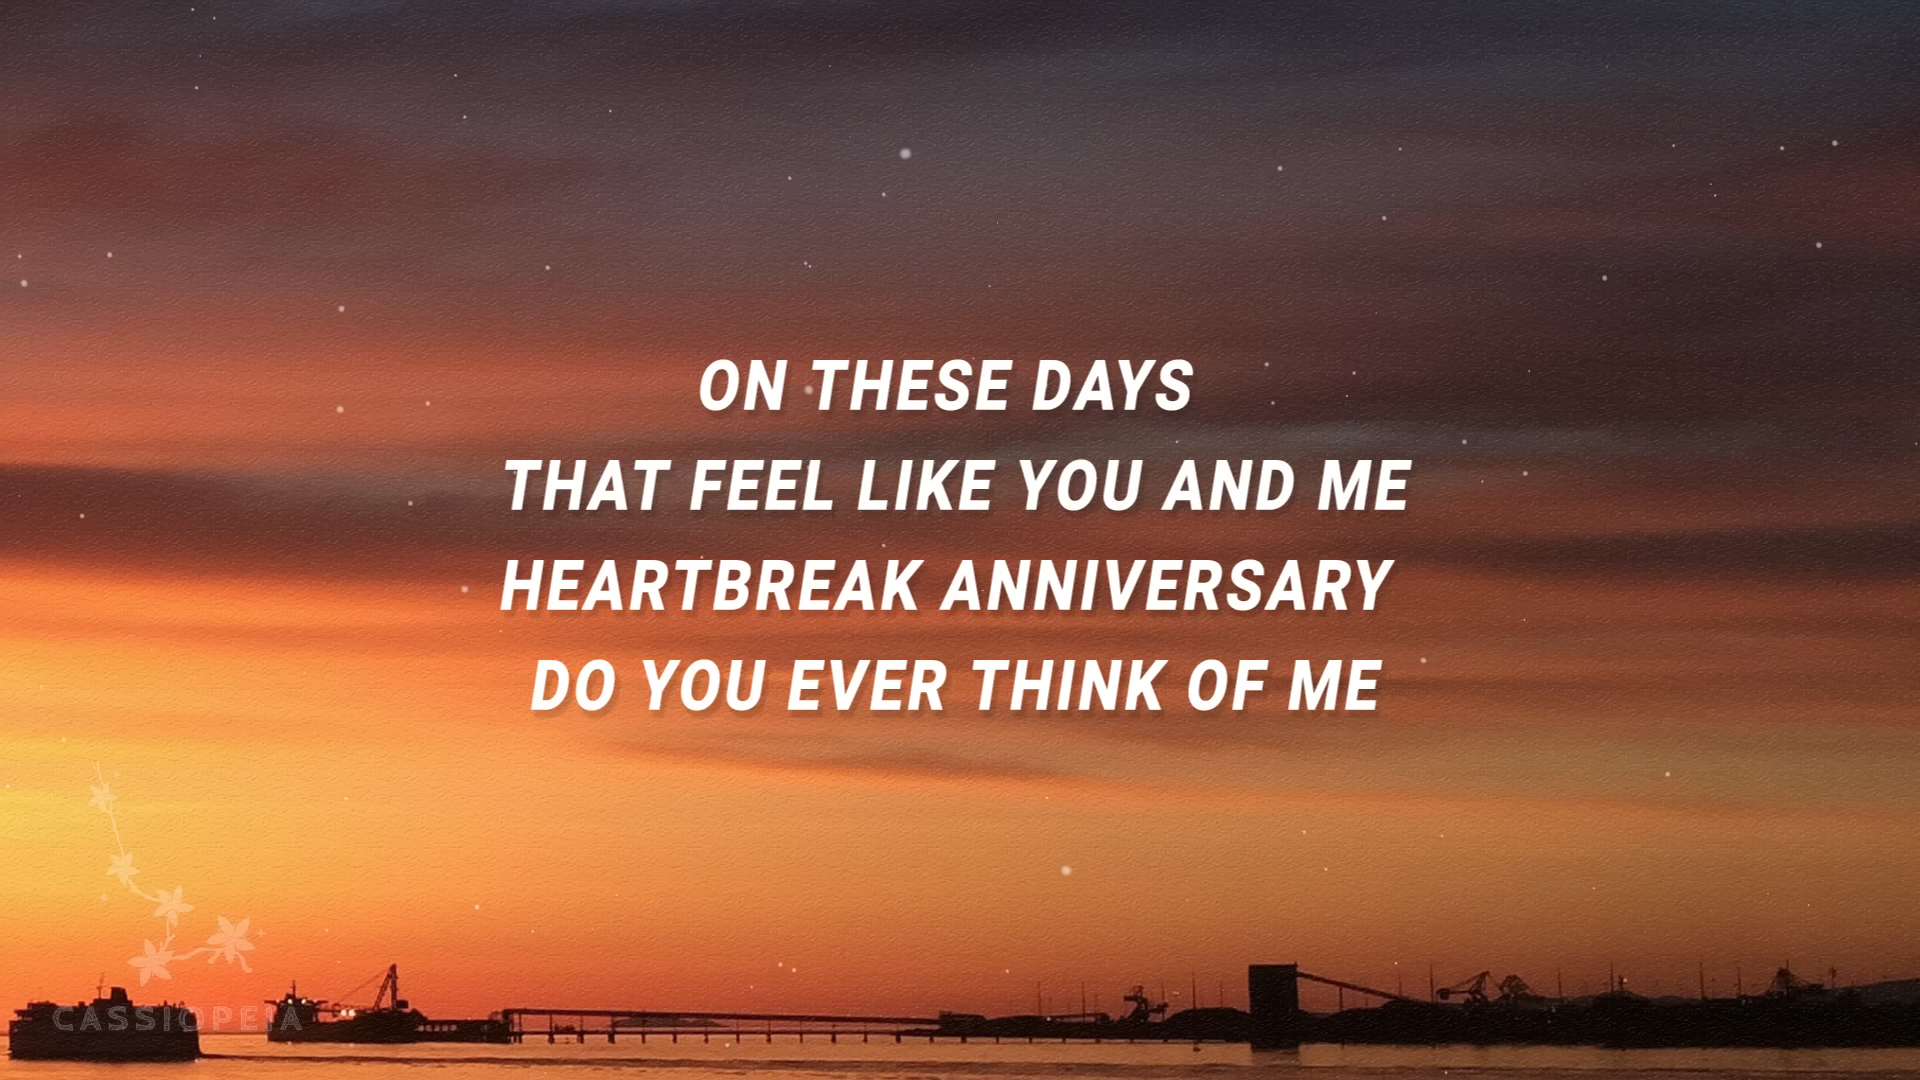 ON THESE DAYS
THAT FEEL LIKE YOU AND ME
HEARTBREAK ANNIVERSARY
DO YOU EVER THINK OF ME
CASSIOPEIA